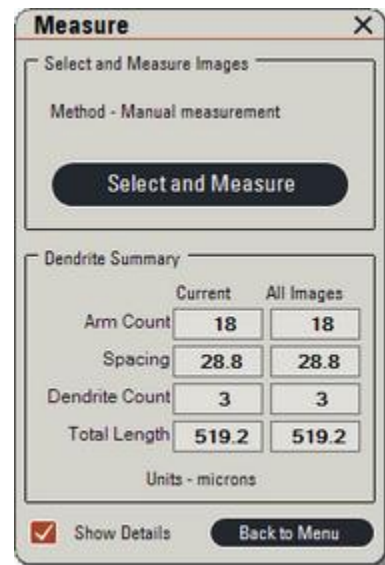 Measure
Select and Measure Images
Method - Manual measurement
Select and Measure
Dendrite Summary
Current All Images
Arm Count 18 18
Spacing 28.8 28.8
Dendrite Count 3 3
Total Length 519.2 519.2
Units - microns
Show Details Back to Menu